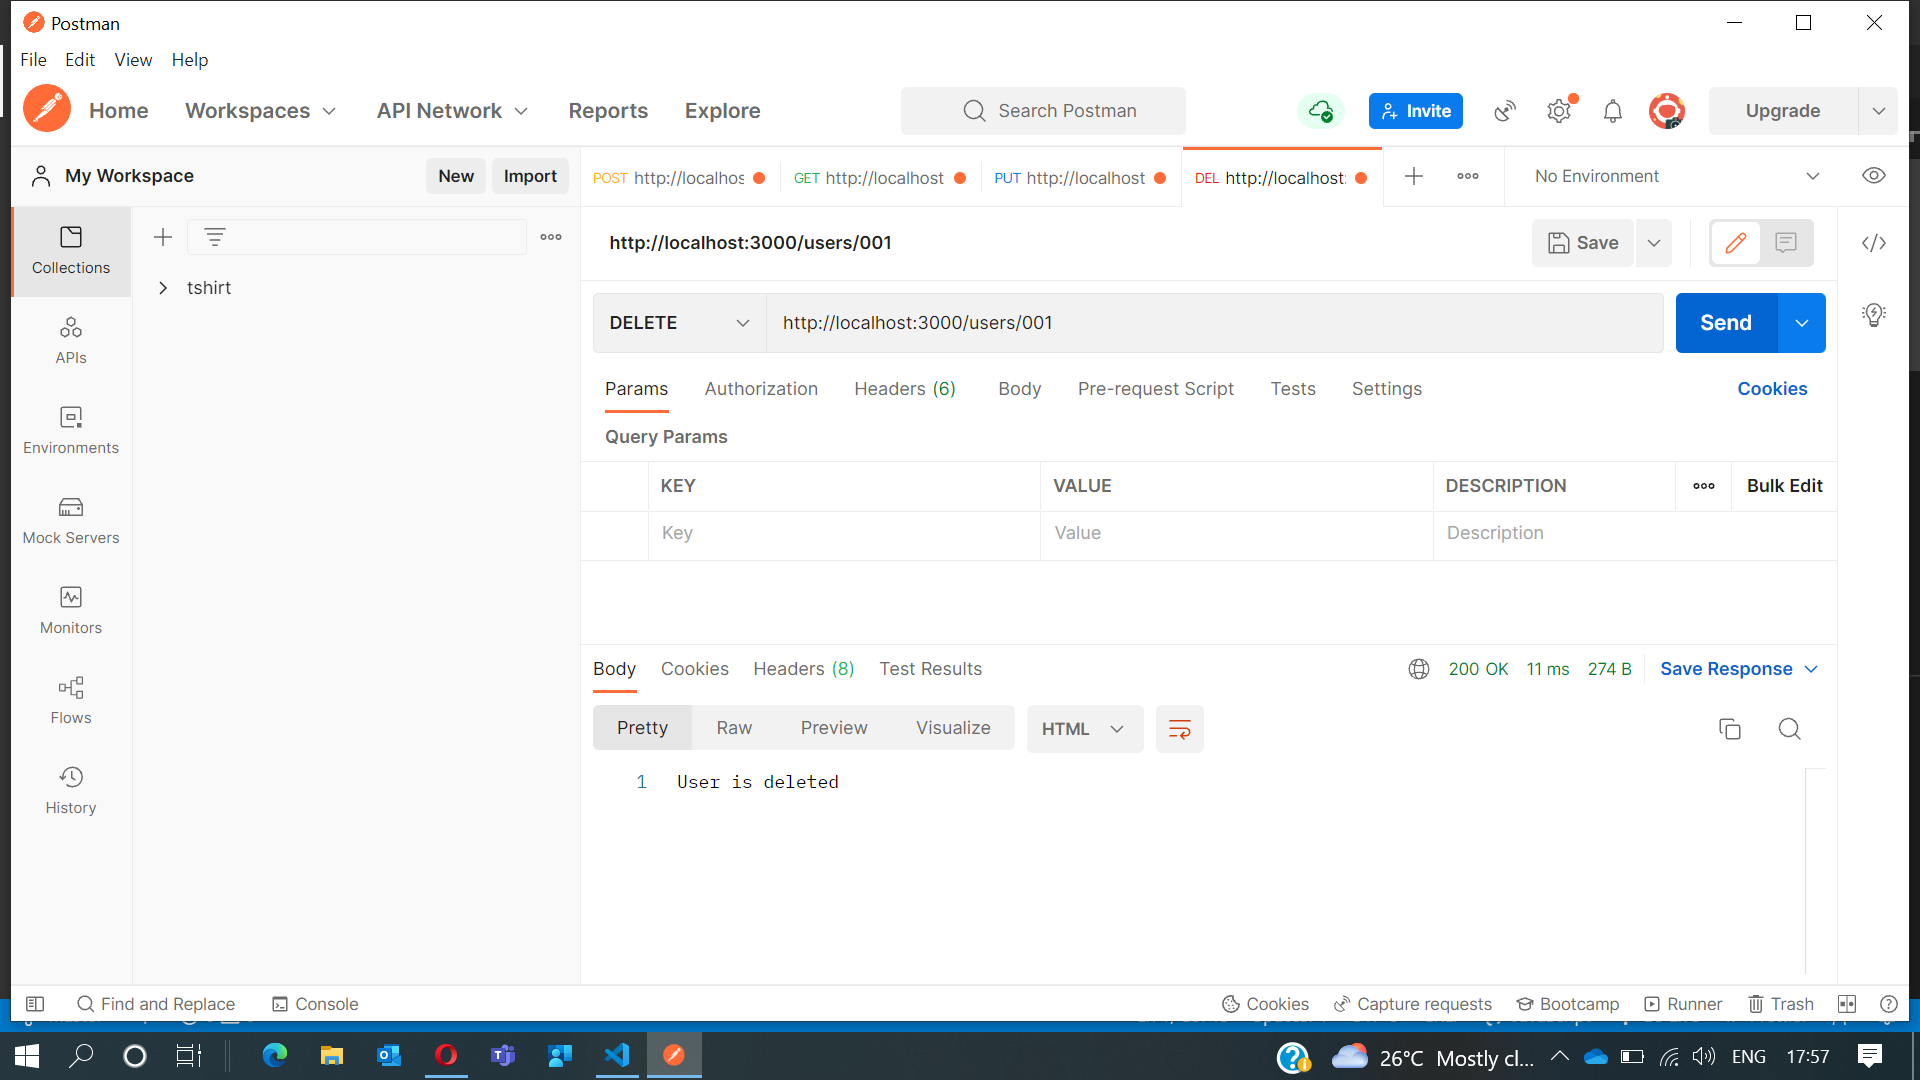 Postman
File Edit View Help
Home Workspaces API Network Reports Explore Search Postman Invite Upgrade
My Workspace New Import
POST http://localhos GET http://localhost PUT http://localhost DEL http://localhost: No Environment
Collections
tshirt
APIs
Environments
Mock Servers
Monitors
Flows
History
http://localhost:3000/users/001 Save
DELETE http://localhost:3000/users/001 Send
Params Authorization Headers (6) Body Pre-request Script Tests Settings Cookies
Query Params
KEY VALUE DESCRIPTION Bulk Edit
Key Value Description
Body Cookies Headers (8) Test Results 200 OK 11 ms 274 B Save Response
Pretty Raw Preview Visualize HTML
1 User is deleted
Find and Replace Console Cookies Capture requests Bootcamp Runner Trash
26°C Mostly cl... ENG 17:57